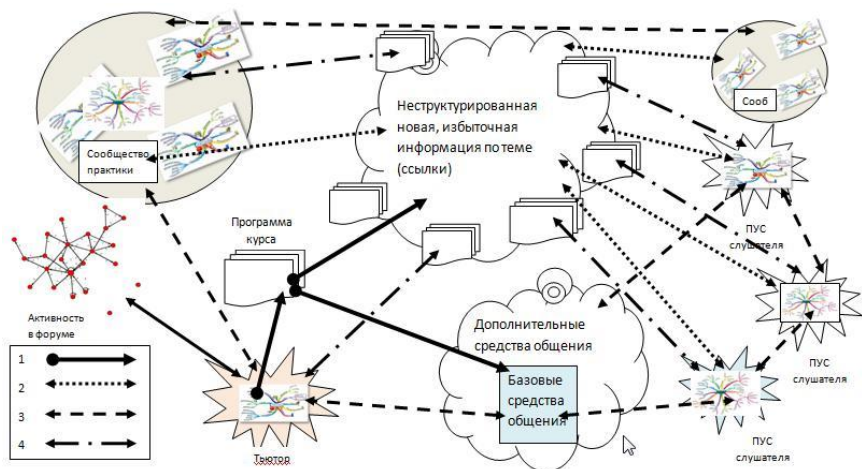 Неструктурированная
новая, избыточная
информация по теме
(ссылки)
Сооб
Сообщество
практики
Программа
курса
ПУС
слушателя
Активность
в форуме
Дополнительные
средства общения
Базовые
средства
общения
ПУС
слушателя
ПУС
слушателя
Тьютор
1
2
3
4